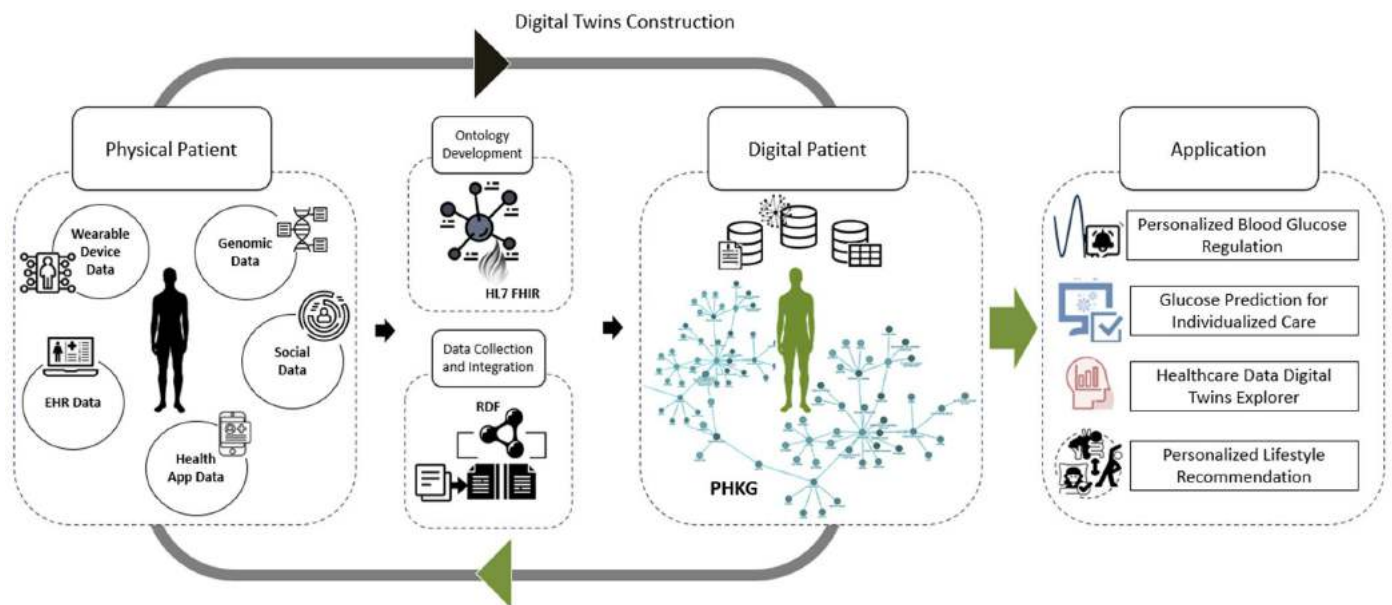 Digital Twins Construction
Physical Patient
Wearable
Device
Data
Genomic
Data
Social
Data
EHR Data
Health
App Data
Ontology
Development
HL7 FHIR
Data Collection
and Integration
RDF
Digital Patient
PHKG
Application
Personalized Blood Glucose
Regulation
Glucose Prediction for
Individualized Care
Healthcare Data Digital
Twins Explorer
Personalized Lifestyle
Recommendation